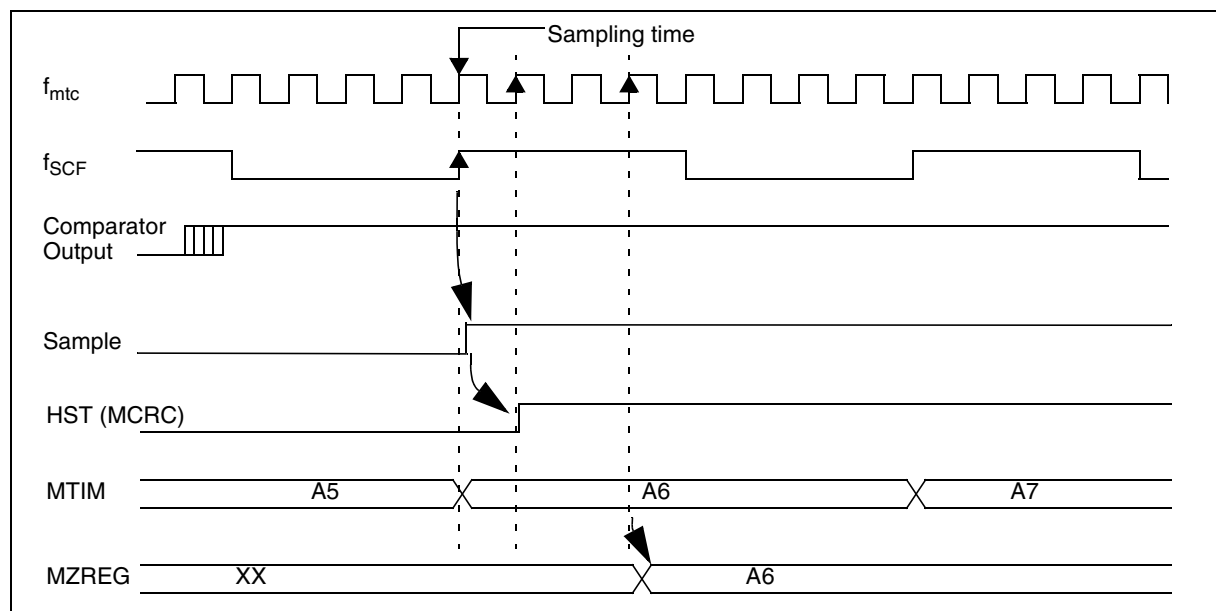 Sampling time
fmtc
fSCF
Comparator
Output
Sample
HST (MCRC)
MTIM A5 A6 A7
MZREG XX A6